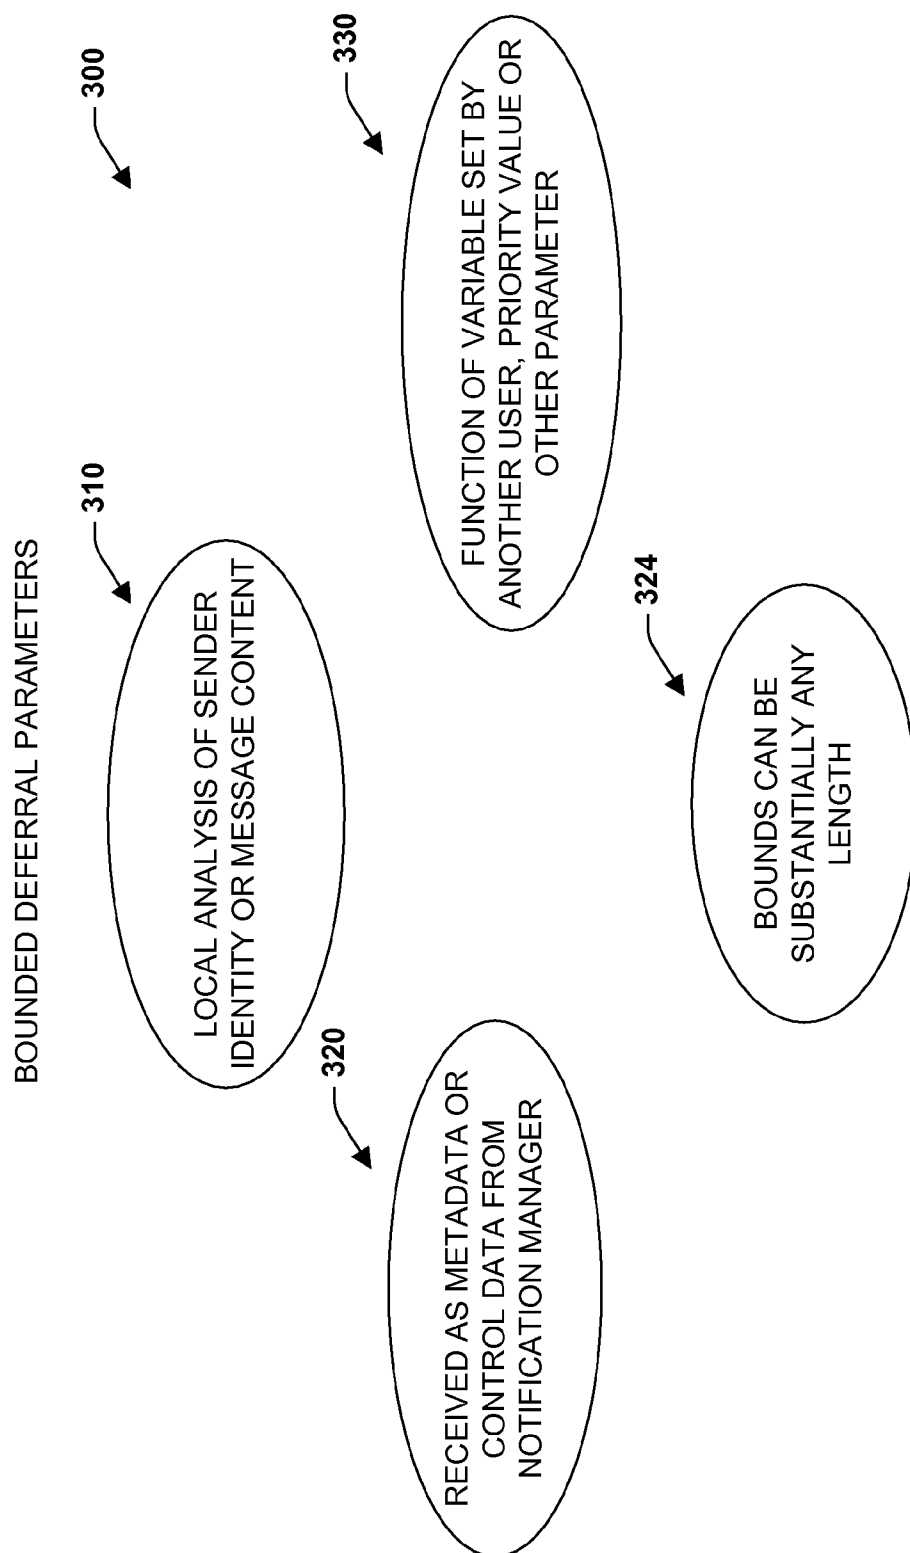 BOUNDED DEFERRAL PARAMETERS
300
310
LOCAL ANALYSIS OF SENDER
IDENTITY OR MESSAGE CONTENT
320
RECEIVED AS METADATA OR
CONTROL DATA FROM
NOTIFICATION MANAGER
330
FUNCTION OF VARIABLE SET BY
ANOTHER USER, PRIORITY VALUE OR
OTHER PARAMETER
324
BOUNDS CAN BE
SUBSTANTIALLY ANY
LENGTH